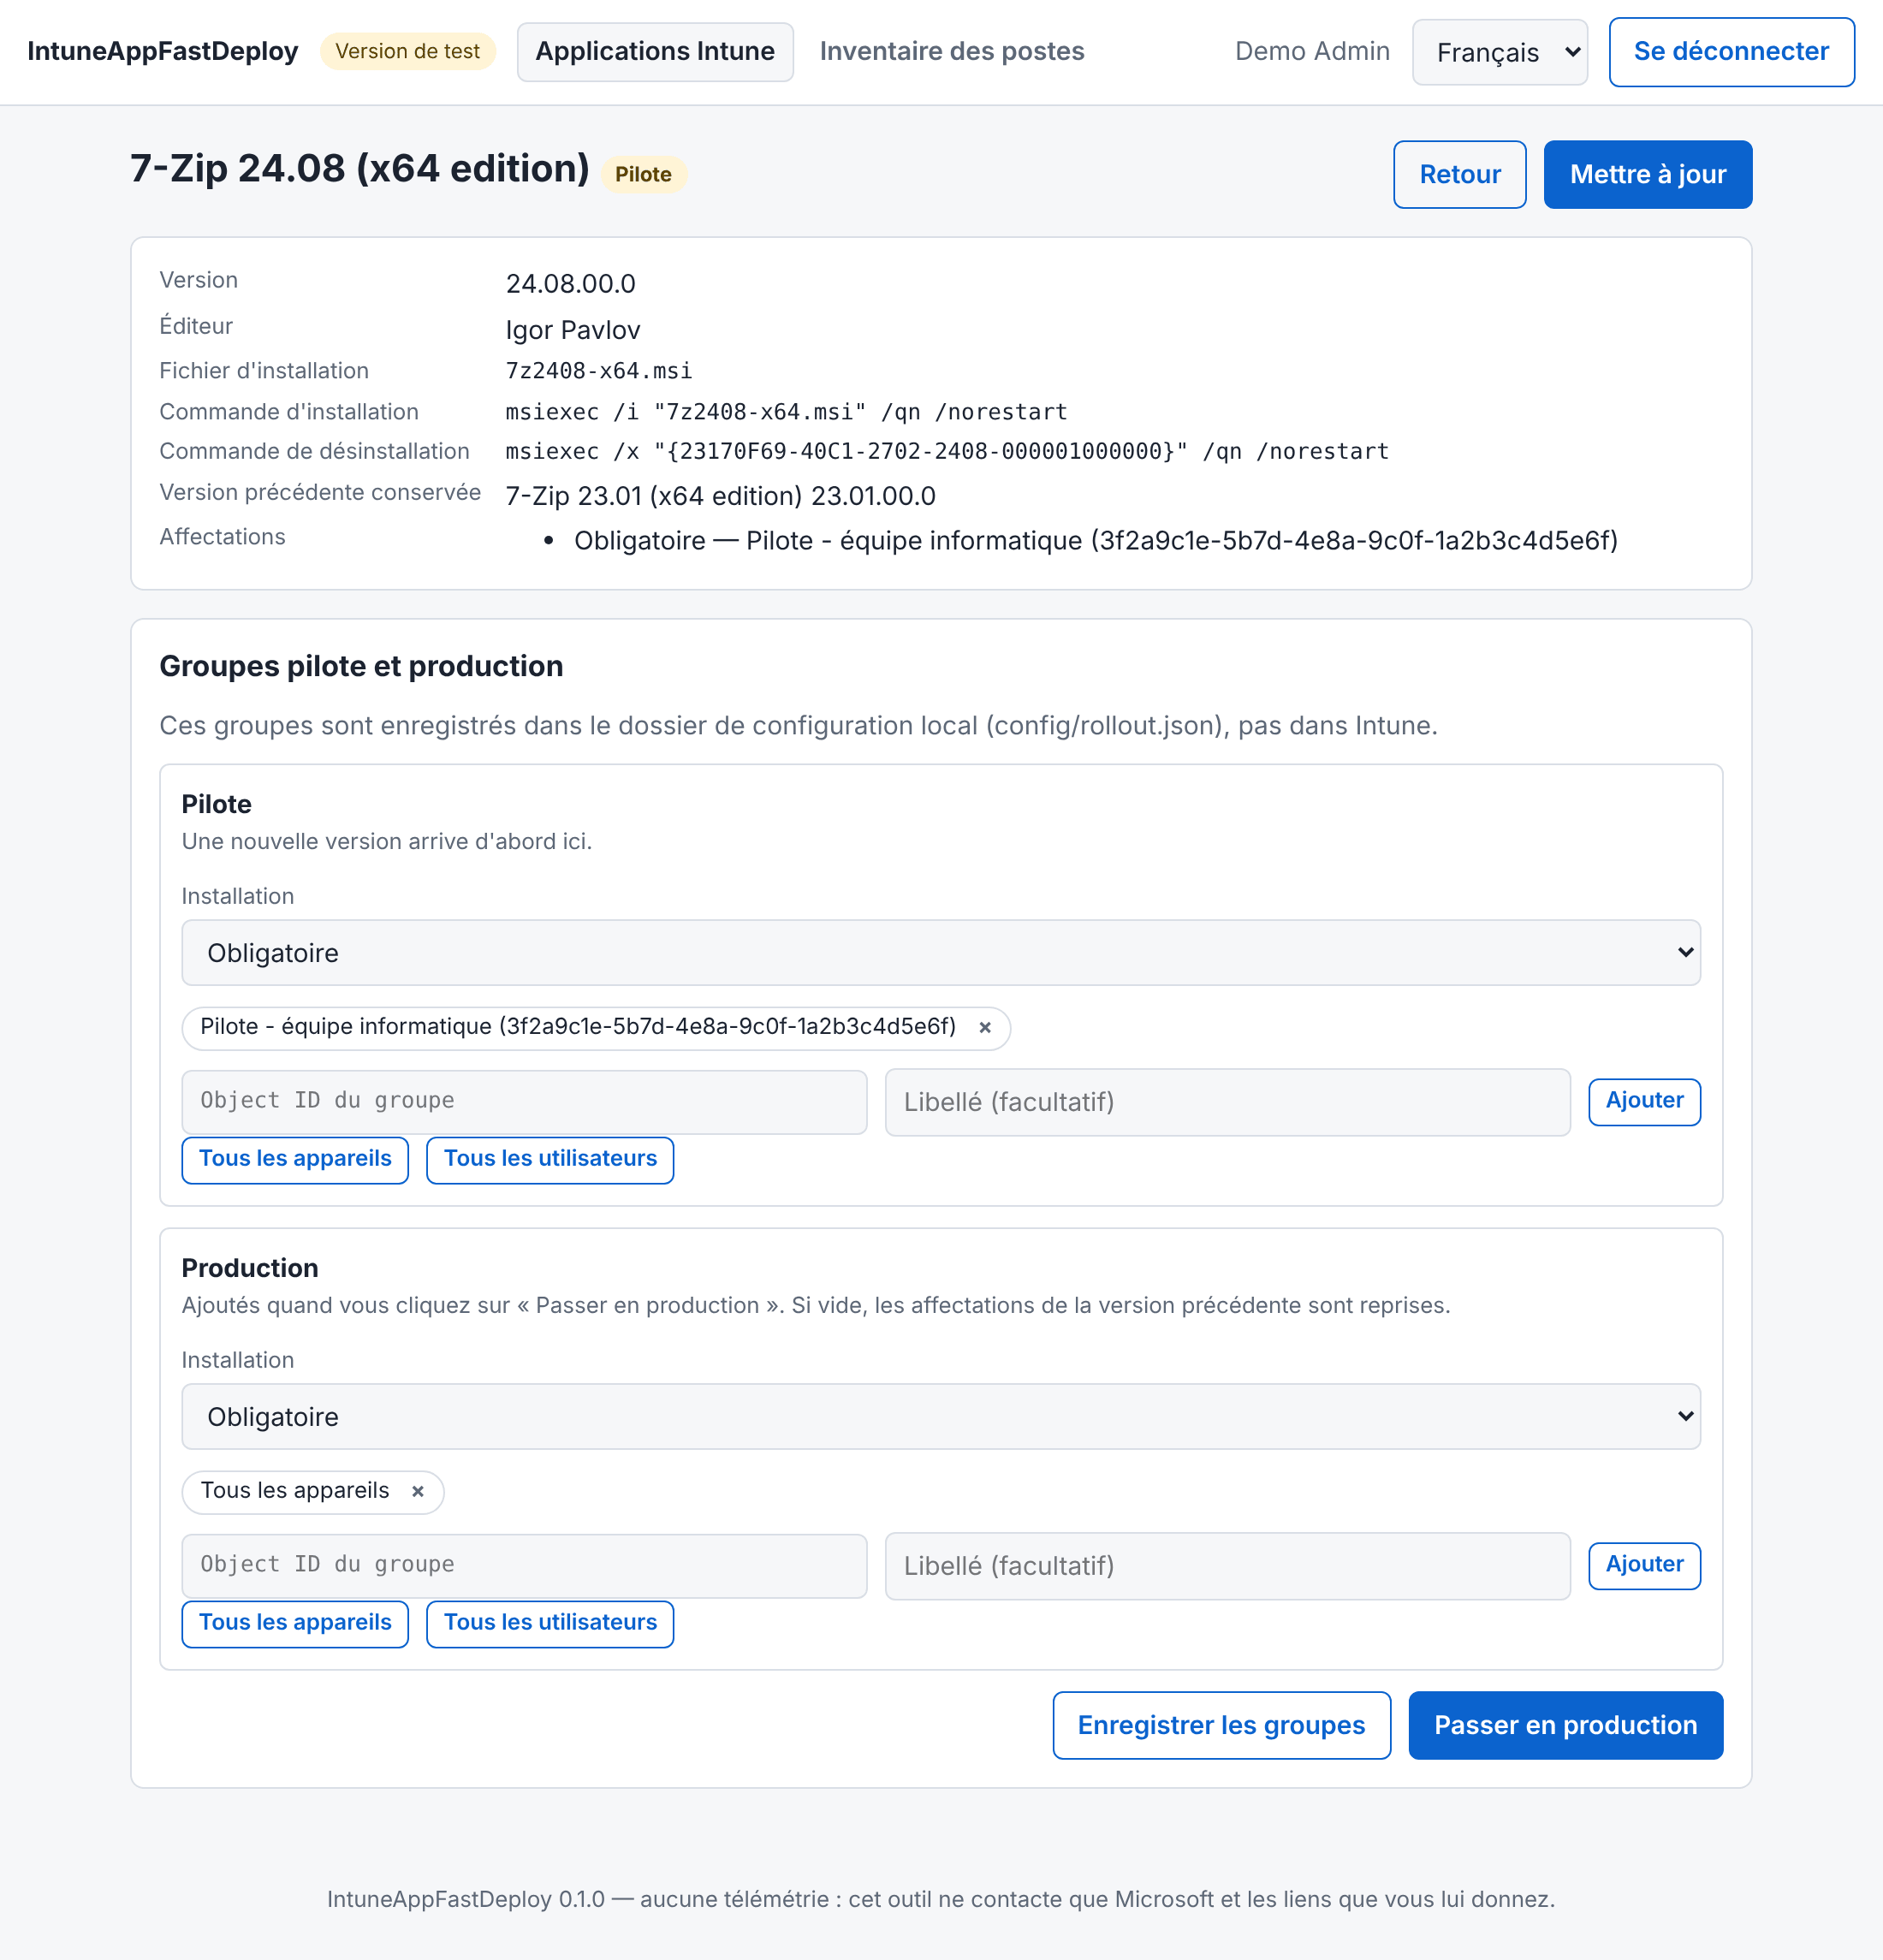 IntuneAppFastDeploy Version de test Applications Intune Inventaire des postes Demo Admin Français Se déconnecter
7-Zip 24.08 (x64 edition) Pilote Retour Mettre à jour
Version 24.08.00.0
Éditeur Igor Pavlov
Fichier d'installation 7z2408-x64.msi
Commande d'installation msiexec /i "7z2408-x64.msi" /qn /norestart
Commande de désinstallation msiexec /x "{23170F69-40C1-2702-2408-000001000000}" /qn /norestart
Version précédente conservée 7-Zip 23.01 (x64 edition) 23.01.00.0
Affectations • Obligatoire — Pilote - équipe informatique (3f2a9c1e-5b7d-4e8a-9c0f-1a2b3c4d5e6f)
Groupes pilote et production
Ces groupes sont enregistrés dans le dossier de configuration local (config/rollout.json), pas dans Intune.
Pilote
Une nouvelle version arrive d'abord ici.
Installation
Obligatoire
Pilote - équipe informatique (3f2a9c1e-5b7d-4e8a-9c0f-1a2b3c4d5e6f) ×
Object ID du groupe Libellé (facultatif) Ajouter
Tous les appareils Tous les utilisateurs
Production
Ajoutés quand vous cliquez sur « Passer en production ». Si vide, les affectations de la version précédente sont reprises.
Installation
Obligatoire
Tous les appareils ×
Object ID du groupe Libellé (facultatif) Ajouter
Tous les appareils Tous les utilisateurs
Enregistrer les groupes Passer en production
IntuneAppFastDeploy 0.1.0 — aucune télémétrie : cet outil ne contacte que Microsoft et les liens que vous lui donnez.